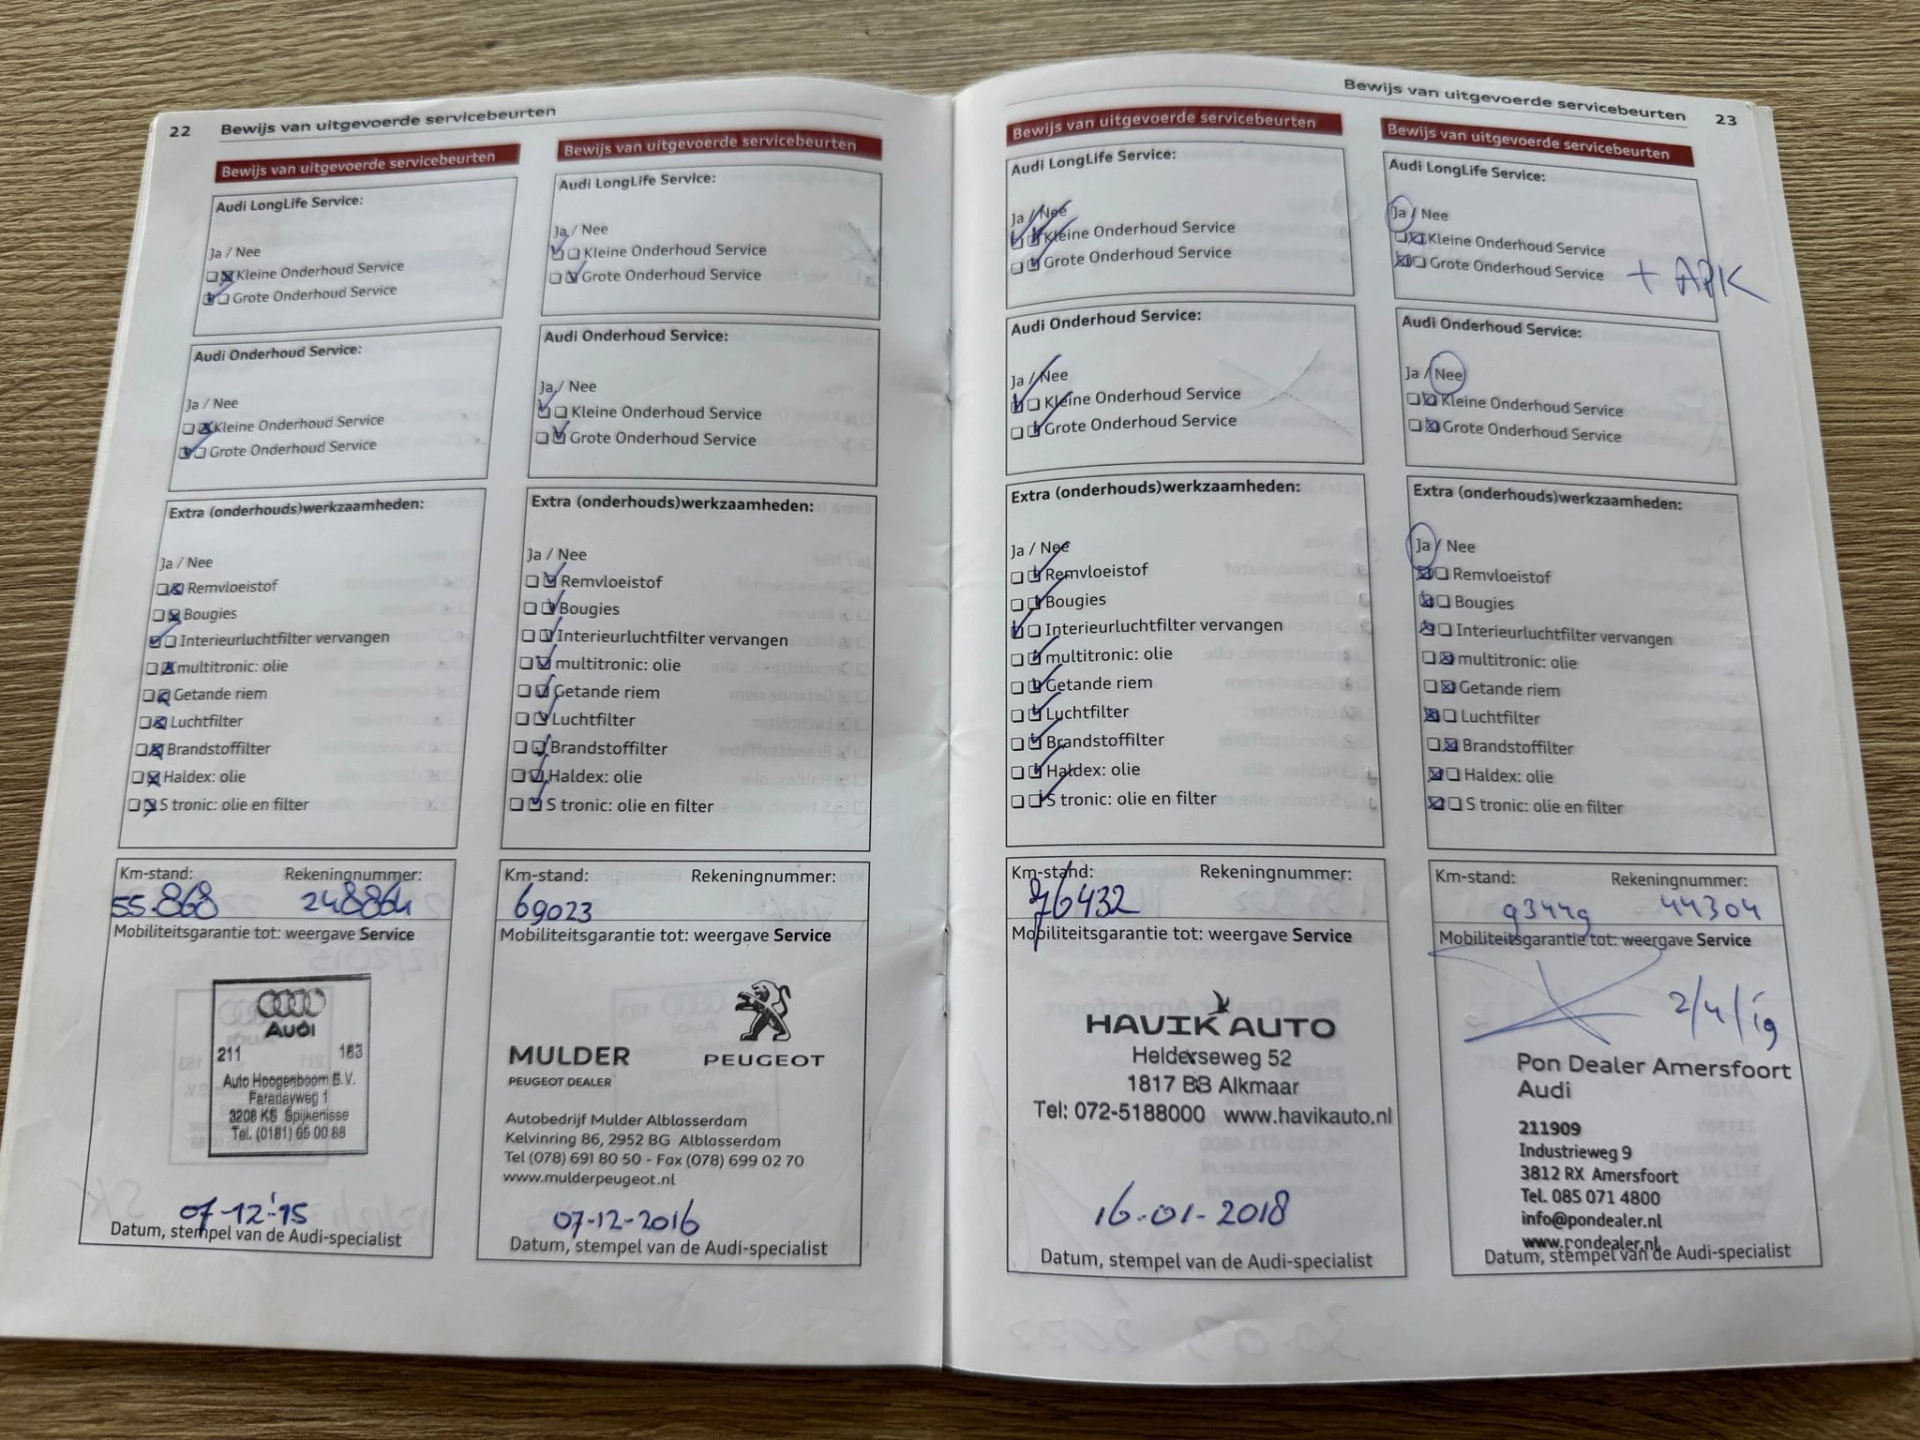 22 Bewijs van uitgevoerde servicebeurten
Bewijs van uitgevoerde servicebeurten
Audi LongLife Service:
Ja / Nee
Kleine Onderhoud Service
Grote Onderhoud Service
Audi Onderhoud Service:
Ja / Nee
Kleine Onderhoud Service
Grote Onderhoud Service
Extra (onderhouds)werkzaamheden:
Ja / Nee
Remvloeistof
Bougies
Interieurluchtfilter vervangen
multitronic: olie
Getande riem
Luchtfilter
Brandstoffilter
Haldex: olie
S tronic: olie en filter
Km-stand: Rekeningnummer:
55.868 248864
Mobiliteitsgarantie tot: weergave Service
Audi
211 183
Auto Hoogenboom B.V.
Faradayweg 1
3208 KS Spijkenisse
Tel. (0181) 65 00 88
07-12-'15
Datum, stempel van de Audi-specialist
Bewijs van uitgevoerde servicebeurten
Audi LongLife Service:
Ja / Nee
Kleine Onderhoud Service
Grote Onderhoud Service
Audi Onderhoud Service:
Ja / Nee
Kleine Onderhoud Service
Grote Onderhoud Service
Extra (onderhouds)werkzaamheden:
Ja / Nee
Remvloeistof
Bougies
Interieurluchtfilter vervangen
multitronic: olie
Getande riem
Luchtfilter
Brandstoffilter
Haldex: olie
S tronic: olie en filter
Km-stand: Rekeningnummer:
69023
Mobiliteitsgarantie tot: weergave Service
MULDER
PEUGEOT DEALER
PEUGEOT
Autobedrijf Mulder Alblasserdam
Kelvinring 86, 2952 BG Alblasserdam
Tel (078) 691 80 50 - Fax (078) 699 02 70
www.mulderpeugeot.nl
07-12-2016
Datum, stempel van de Audi-specialist
Bewijs van uitgevoerde servicebeurten 23
Bewijs van uitgevoerde servicebeurten
Audi LongLife Service:
Ja / Nee
Kleine Onderhoud Service
Grote Onderhoud Service
Audi Onderhoud Service:
Ja / Nee
Kleine Onderhoud Service
Grote Onderhoud Service
Extra (onderhouds)werkzaamheden:
Ja / Nee
Remvloeistof
Bougies
Interieurluchtfilter vervangen
multitronic: olie
Getande riem
Luchtfilter
Brandstoffilter
Haldex: olie
S tronic: olie en filter
Km-stand: Rekeningnummer:
76432
Mobiliteitsgarantie tot: weergave Service
HAVIK AUTO
Helderseweg 52
1817 BB Alkmaar
Tel: 072-5188000 www.havikauto.nl
16-01-2018
Datum, stempel van de Audi-specialist
Bewijs van uitgevoerde servicebeurten
Audi LongLife Service:
Ja / Nee
Kleine Onderhoud Service
Grote Onderhoud Service + APK
Audi Onderhoud Service:
Ja / Nee
Kleine Onderhoud Service
Grote Onderhoud Service
Extra (onderhouds)werkzaamheden:
Ja / Nee
Remvloeistof
Bougies
Interieurluchtfilter vervangen
multitronic: olie
Getande riem
Luchtfilter
Brandstoffilter
Haldex: olie
S tronic: olie en filter
Km-stand: Rekeningnummer:
93449 44304
Mobiliteitsgarantie tot: weergave Service
2/4/19
Pon Dealer Amersfoort
Audi
211909
Industrieweg 9
3812 RX Amersfoort
Tel. 085 071 4800
info@pondealer.nl
www.pondealer.nl
Datum, stempel van de Audi-specialist